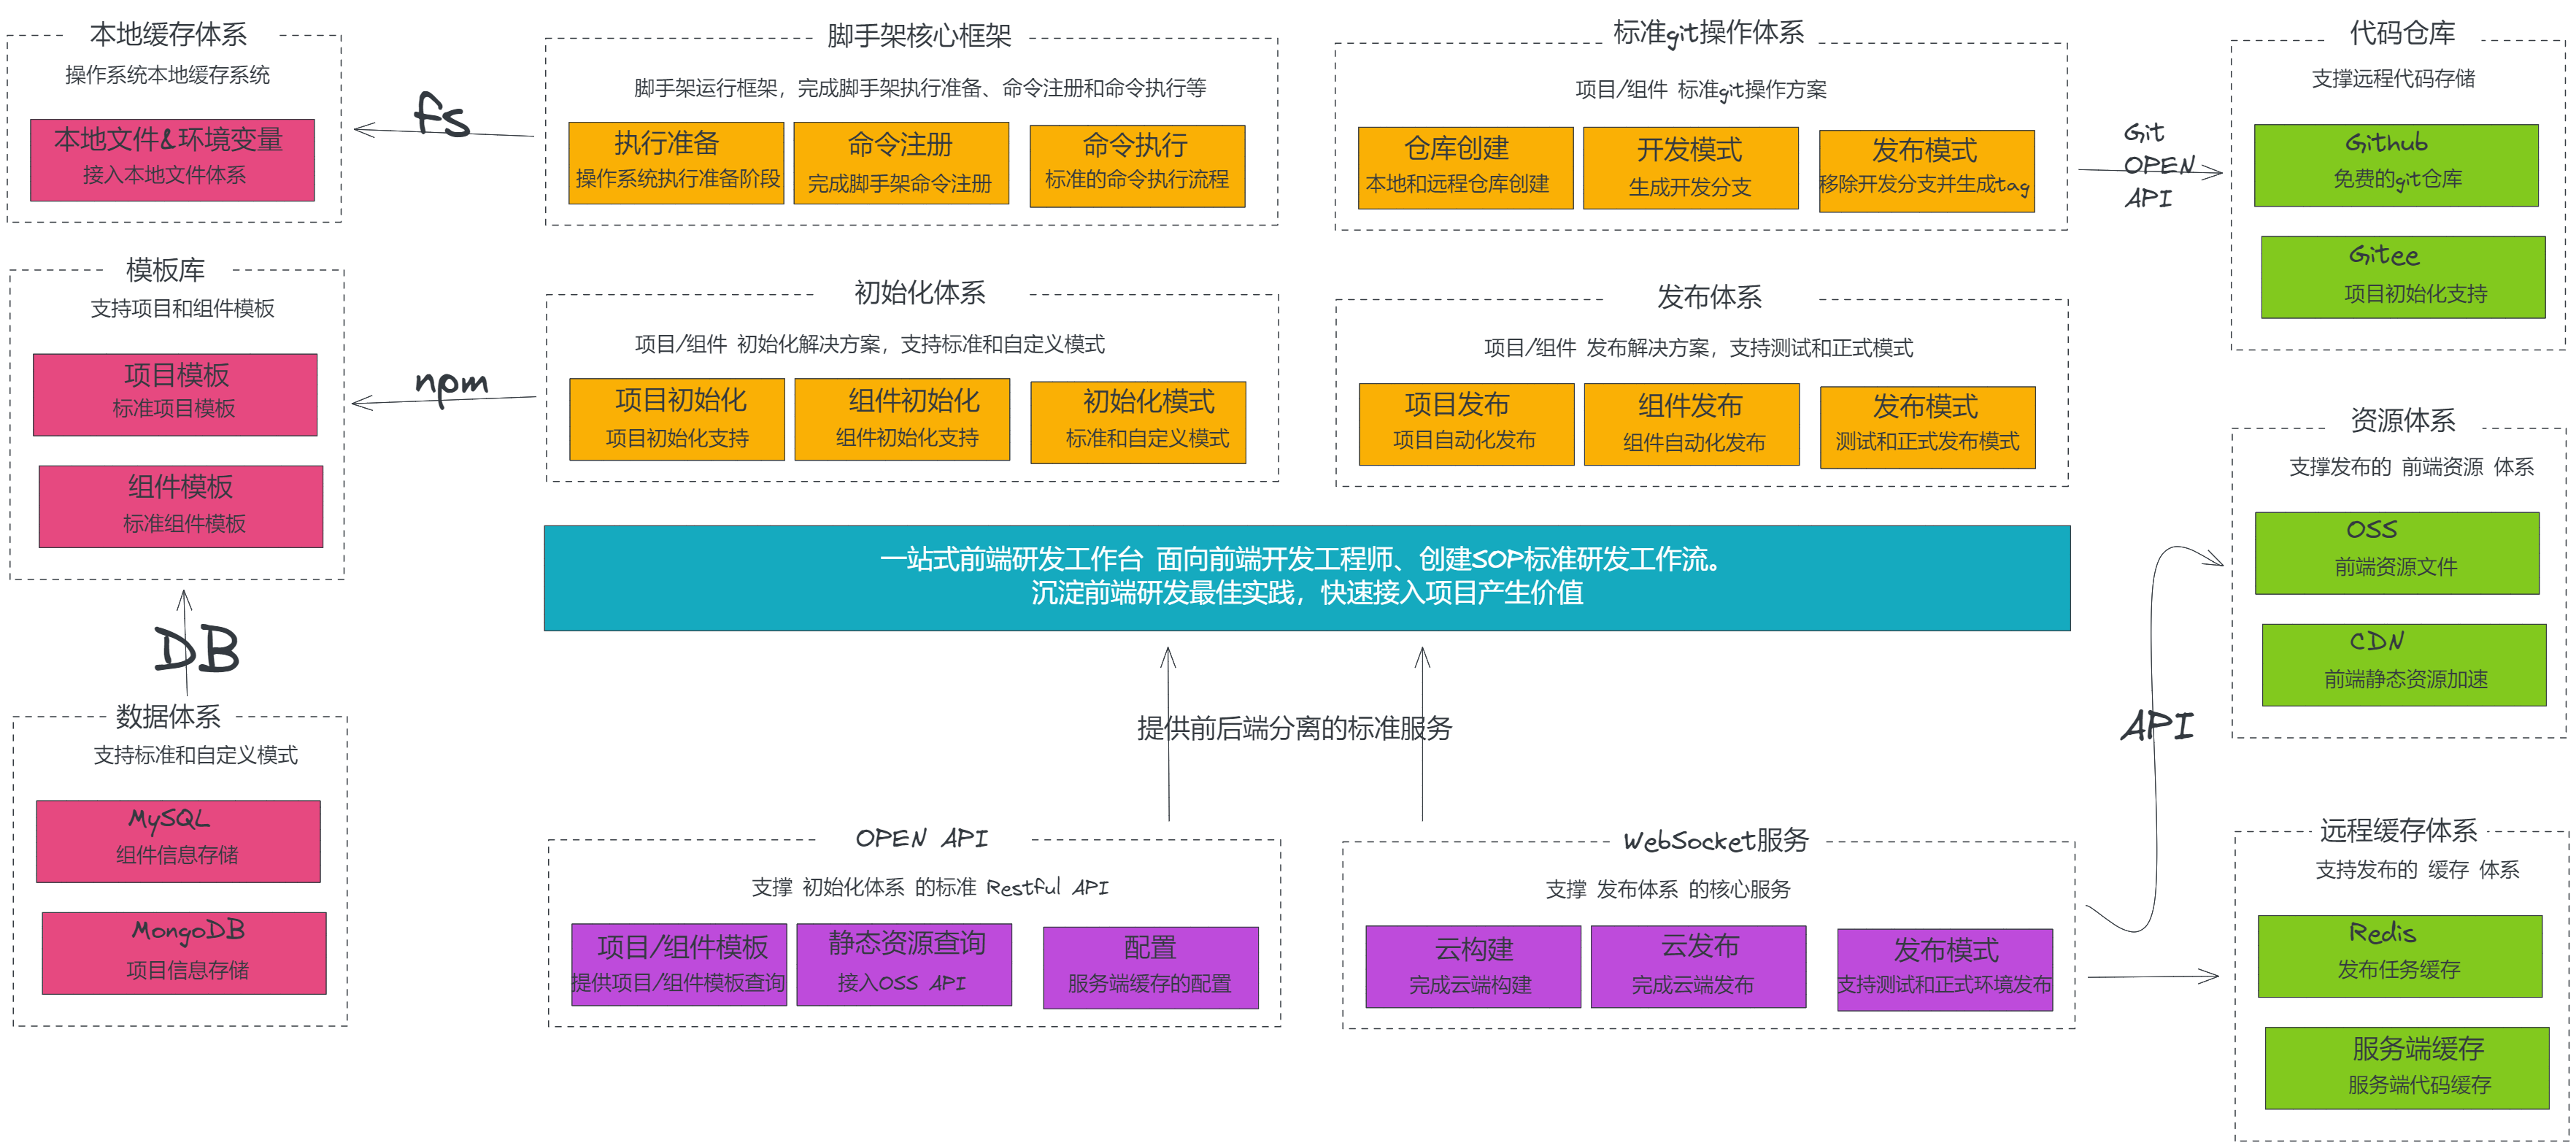 本地缓存体系
操作系统本地缓存系统
本地文件&环境变量
接入本地文件体系
fs
脚手架核心框架
脚手架运行框架，完成脚手架执行准备、命令注册和命令执行等
执行准备
操作系统执行准备阶段
命令注册
完成脚手架命令注册
命令执行
标准的命令执行流程
标准git操作体系
项目/组件 标准git操作方案
仓库创建
本地和远程仓库创建
开发模式
生成开发分支
发布模式
移除开发分支并生成tag
Git
OPEN
API
代码仓库
支撑远程代码存储
Github
免费的git仓库
Gitee
项目初始化支持
模板库
支持项目和组件模板
项目模板
标准项目模板
组件模板
标准组件模板
npm
初始化体系
项目/组件 初始化解决方案，支持标准和自定义模式
项目初始化
项目初始化支持
组件初始化
组件初始化支持
初始化模式
标准和自定义模式
发布体系
项目/组件 发布解决方案，支持测试和正式模式
项目发布
项目自动化发布
组件发布
组件自动化发布
发布模式
测试和正式发布模式
资源体系
支撑发布的 前端资源 体系
OSS
前端资源文件
CDN
前端静态资源加速
一站式前端研发工作台 面向前端开发工程师、创建SOP标准研发工作流。
沉淀前端研发最佳实践，快速接入项目产生价值
DB
提供前后端分离的标准服务
API
数据体系
支持标准和自定义模式
MySQL
组件信息存储
MongoDB
项目信息存储
OPEN API
支撑 初始化体系 的标准 Restful API
项目/组件模板
提供项目/组件模板查询
静态资源查询
接入OSS API
配置
服务端缓存的配置
WebSocket服务
支撑 发布体系 的核心服务
云构建
完成云端构建
云发布
完成云端发布
发布模式
支持测试和正式环境发布
远程缓存体系
支持发布的 缓存 体系
Redis
发布任务缓存
服务端缓存
服务端代码缓存